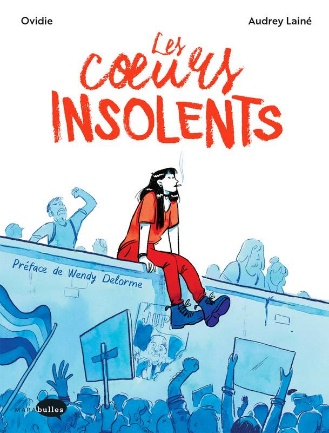 Ovidie
Audrey Lainé
Les
cœurs
INSOLENTS
Préface de Wendy Delorme
marabulles